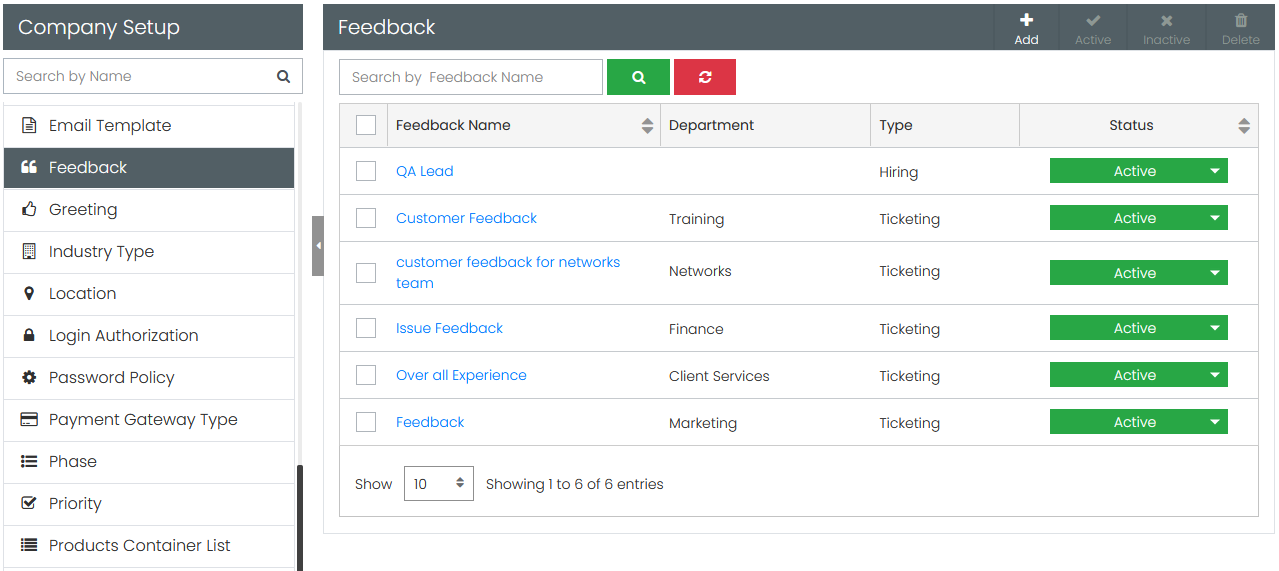 Company Setup
Search by Name
Email Template
Feedback
Greeting
Industry Type
Location
Login Authorization
Password Policy
Payment Gateway Type
Phase
Priority
Products Container List
Feedback
Add Active Inactive Delete
Search by Feedback Name
Feedback Name Department Type Status
QA Lead Hiring Active
Customer Feedback Training Ticketing Active
customer feedback for networks
team Networks Ticketing Active
Issue Feedback Finance Ticketing Active
Over all Experience Client Services Ticketing Active
Feedback Marketing Ticketing Active
Show 10 Showing 1 to 6 of 6 entries